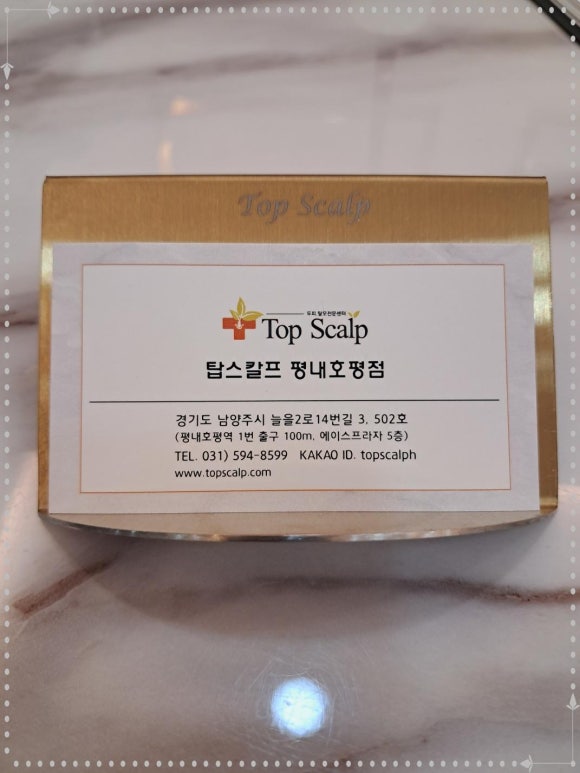 Top Scalp
두피 탈모전문센터
Top Scalp
탑스칼프 평내호평점
경기도 남양주시 늘을2로14번길 3, 502호
(평내호평역 1번 출구 100m, 에이스프라자 5층)
TEL. 031) 594-8599 KAKAO ID. topscalph
www.topscalp.com